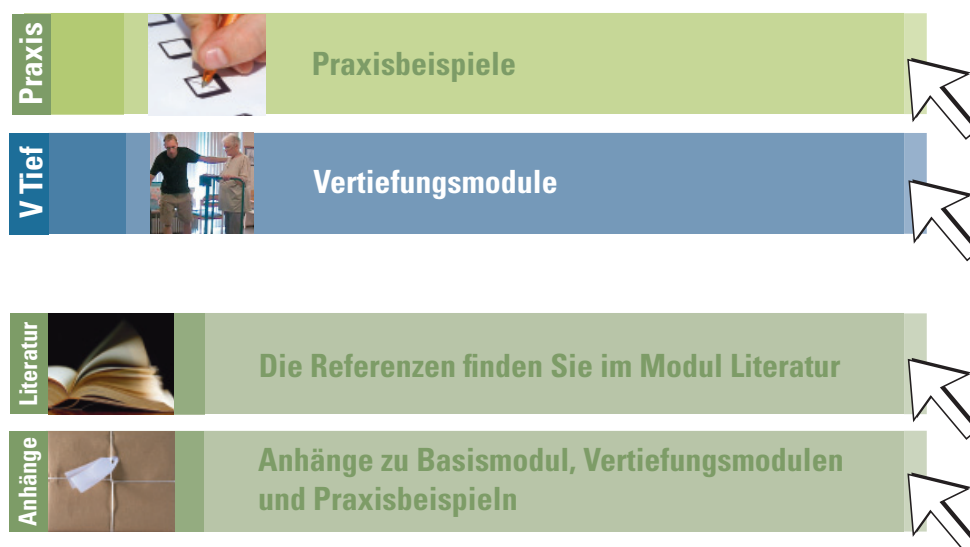 Praxis
Praxisbeispiele
V Tief
Vertiefungsmodule
Literatur
Die Referenzen finden Sie im Modul Literatur
Anhänge
Anhänge zu Basismodul, Vertiefungsmodulen
und Praxisbeispieln